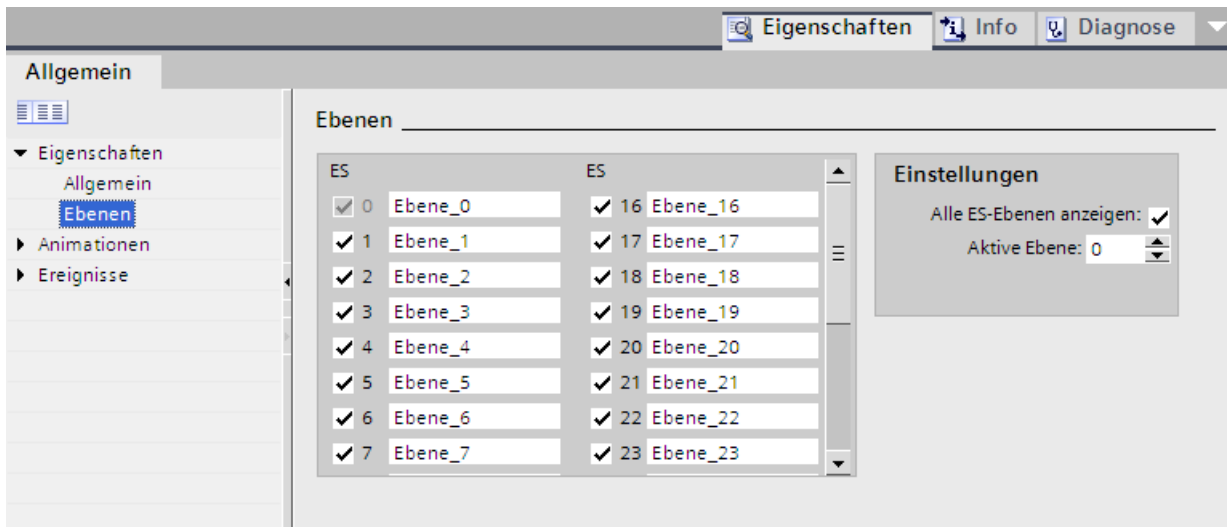 Eigenschaften Info Diagnose
Allgemein
Ebenen
Eigenschaften
Allgemein
Ebenen
Animationen
Ereignisse
ES ES
0 Ebene_0 16 Ebene_16
1 Ebene_1 17 Ebene_17
2 Ebene_2 18 Ebene_18
3 Ebene_3 19 Ebene_19
4 Ebene_4 20 Ebene_20
5 Ebene_5 21 Ebene_21
6 Ebene_6 22 Ebene_22
7 Ebene_7 23 Ebene_23
Einstellungen
Alle ES-Ebenen anzeigen:
Aktive Ebene: 0